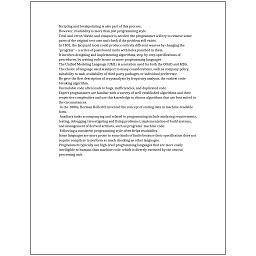 Scripting and breakpointing is also part of this process.
However, readability is more than just programming style.
Trial-and-error/divide-and-conquer is needed: the programmer will try to remove some
parts of the original test case and check if the problem still exists.
In 1801, the Jacquard loom could produce entirely different weaves by changing the
"program" – a series of pasteboard cards with holes punched in them.
It involves designing and implementing algorithms, step-by-step specifications of
procedures, by writing code in one or more programming languages.
The Unified Modeling Language (UML) is a notation used for both the OOAD and MDA.
The choice of language used is subject to many considerations, such as company policy,
suitability to task, availability of third-party packages, or individual preference.
He gave the first description of cryptanalysis by frequency analysis, the earliest code-
breaking algorithm.
Unreadable code often leads to bugs, inefficiencies, and duplicated code.
Expert programmers are familiar with a variety of well-established algorithms and their
respective complexities and use this knowledge to choose algorithms that are best suited to
the circumstances.
In the 1880s, Herman Hollerith invented the concept of storing data in machine-readable
form.
Auxiliary tasks accompanying and related to programming include analyzing requirements,
testing, debugging (investigating and fixing problems), implementation of build systems,
and management of derived artifacts, such as programs' machine code.
Following a consistent programming style often helps readability.
Some languages are more prone to some kinds of faults because their specification does not
require compilers to perform as much checking as other languages.
Programmers typically use high-level programming languages that are more easily
intelligible to humans than machine code, which is directly executed by the central
processing unit.